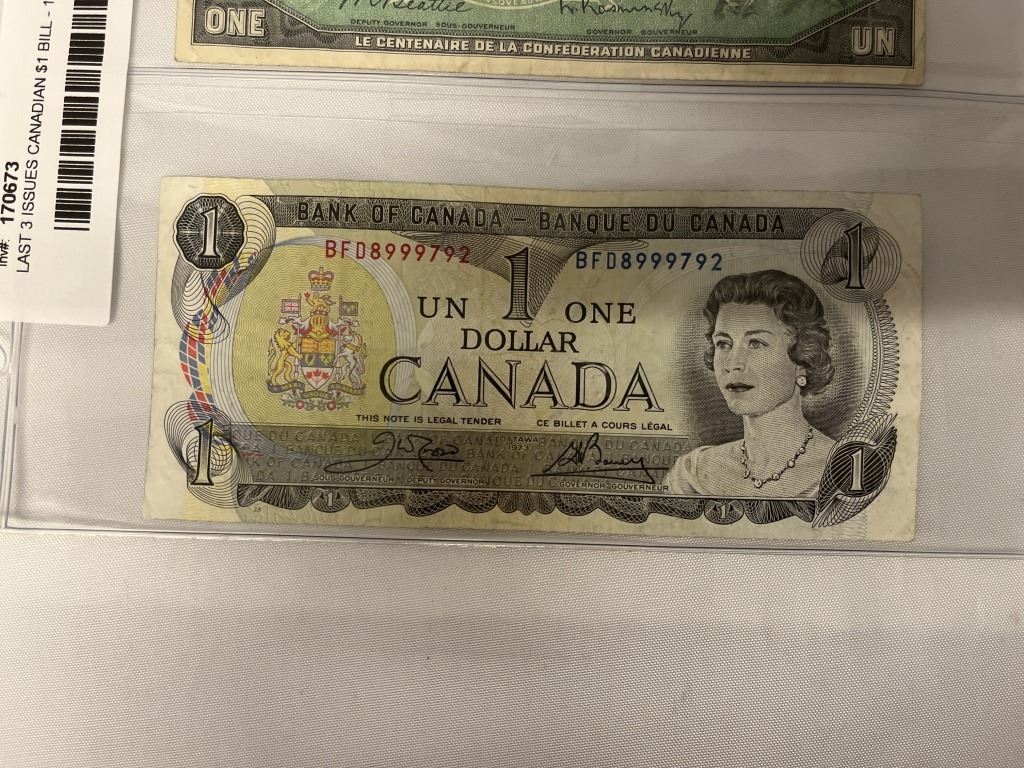 M. Beattie
L. Rasminsky
DEPUTY GOVERNOR SOUS-GOUVERNEUR
GOVERNOR GOUVERNEUR
ONE
UN
LE CENTENAIRE DE LA CONFÉDÉRATION CANADIENNE
Inv#: 170673
LAST 3 ISSUES CANADIAN $1 BILL - 1
1
BANK OF CANADA – BANQUE DU CANADA
1
BFD8999792
BFD8999792
UN 1 ONE
DOLLAR
CANADA
THIS NOTE IS LEGAL TENDER
CE BILLET A COURS LÉGAL
OTTAWA
1973
1
1
SOUS-GOUVERNEUR DEPUTY GOVERNOR
GOVERNOR-GOUVERNEUR
1
1